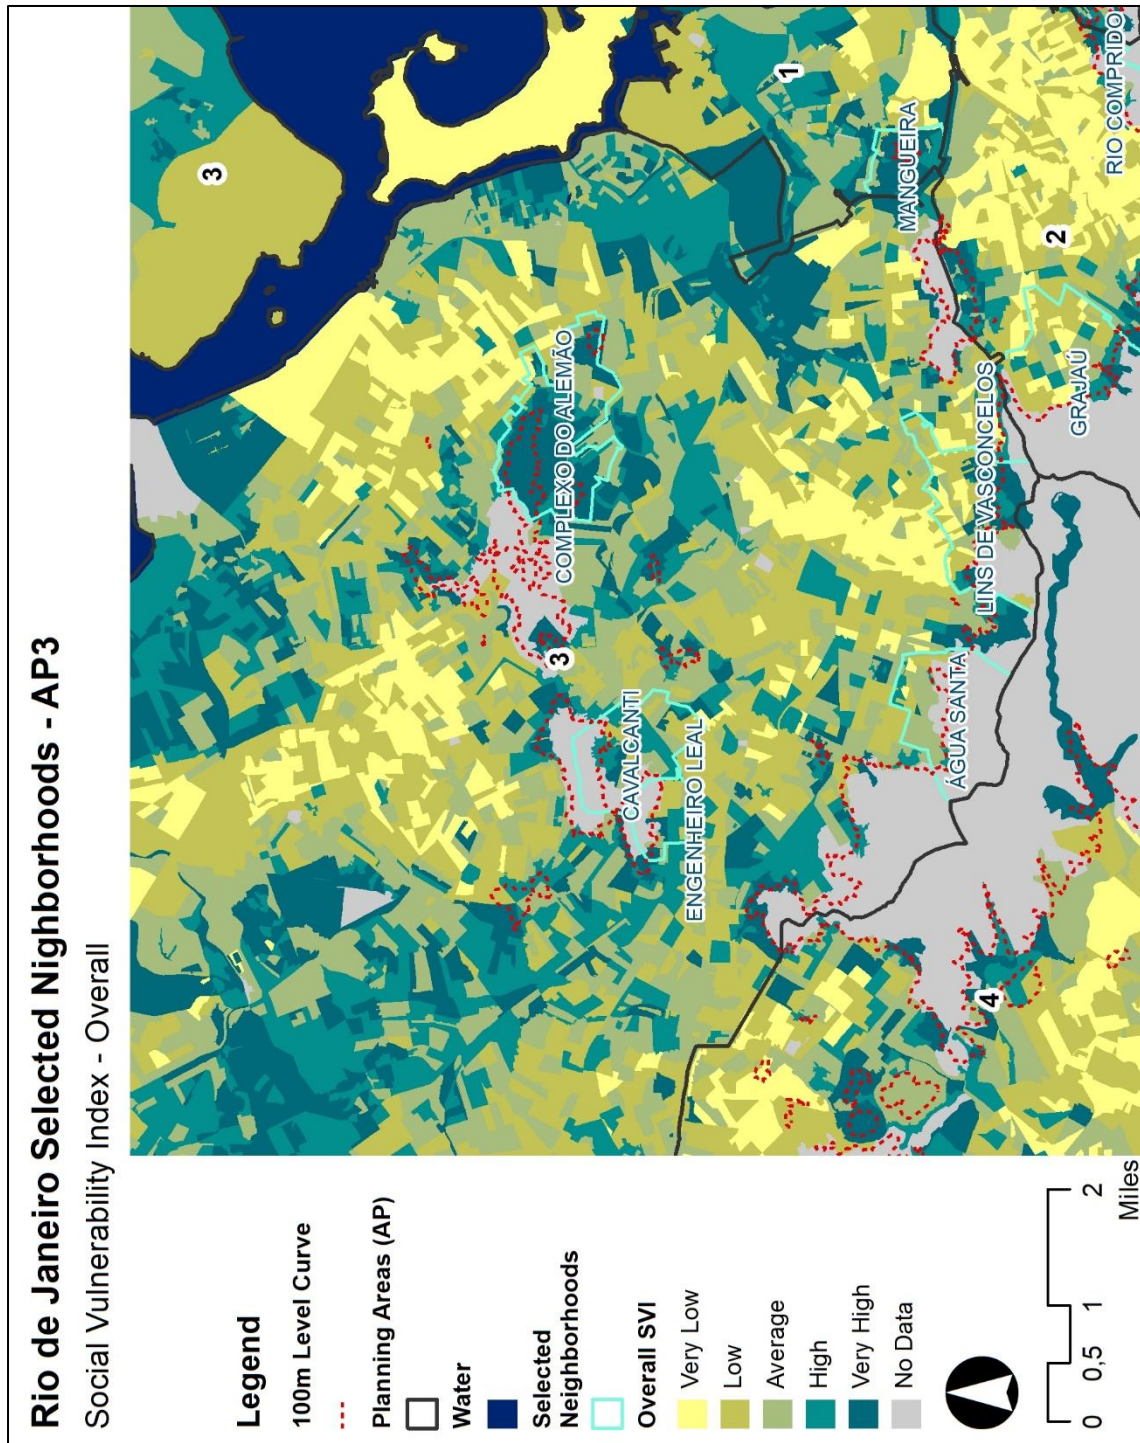 Rio de Janeiro Selected Nighborhoods - AP3
Social Vulnerability Index - Overall
Legend
100m Level Curve
Planning Areas (AP)
Water
Selected
Neighborhoods
Overall SVI
Very Low
Low
Average
High
Very High
No Data
0 0,5 1 2
Miles
3
1
MANGUEIRA
RIO COMPRIDO
2
COMPLEXO DO ALEMÃO
GRAJAÚ
LINS DE VASCONCELOS
3
CAVALCANTI
ENGENHEIRO LEAL
ÁGUA SANTA
4